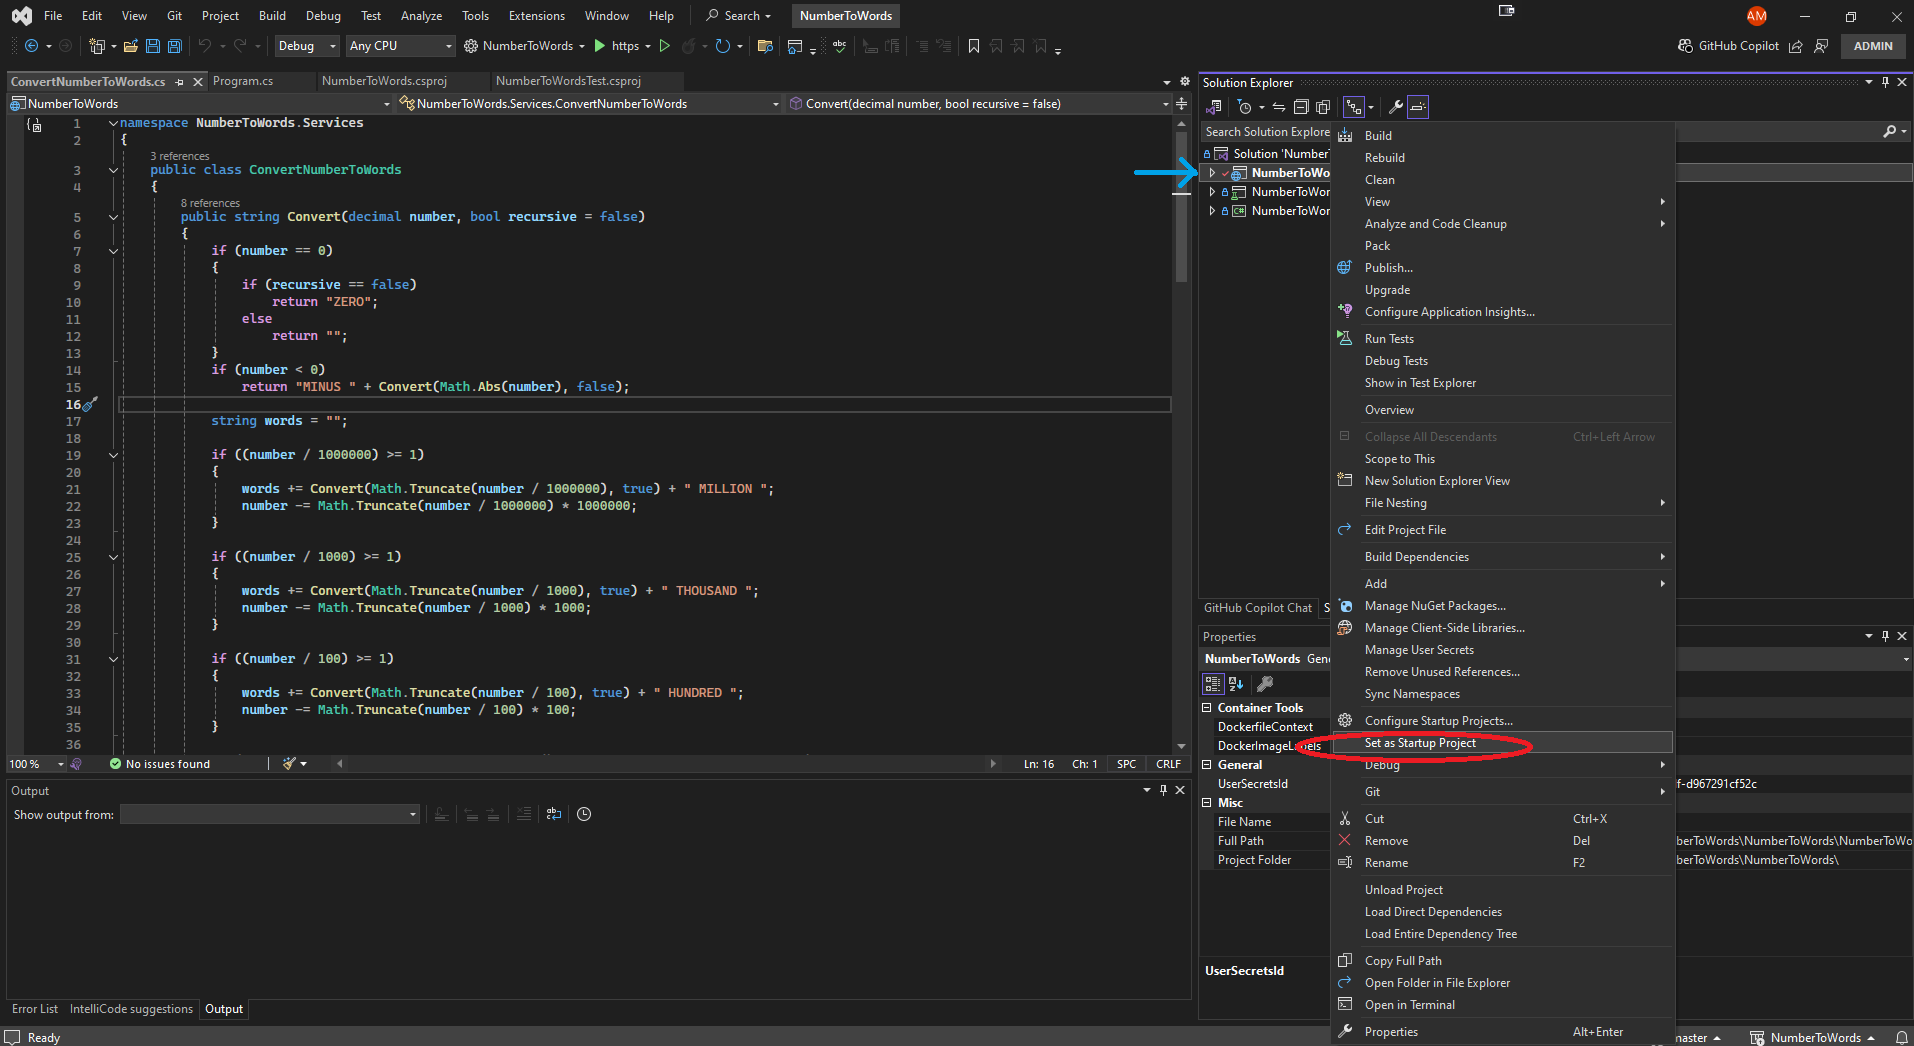 File Edit View Git Project Build Debug Test Analyze Tools Extensions Window Help Search NumberToWords AM
Debug Any CPU NumberToWords https abc GitHub Copilot ADMIN
ConvertNumberToWords.cs Program.cs NumberToWords.csproj NumberToWordsTest.csproj
NumberToWords NumberToWords.Services.ConvertNumberToWords Convert(decimal number, bool recursive = false)
1 namespace NumberToWords.Services
2 {
3 references
3 public class ConvertNumberToWords
4 {
8 references
5 public string Convert(decimal number, bool recursive = false)
6 {
7 if (number == 0)
8 {
9 if (recursive == false)
10 return "ZERO";
11 else
12 return "";
13 }
14 if (number < 0)
15 return "MINUS " + Convert(Math.Abs(number), false);
16
17 string words = "";
18
19 if ((number / 1000000) >= 1)
20 {
21 words += Convert(Math.Truncate(number / 1000000), true) + " MILLION ";
22 number -= Math.Truncate(number / 1000000) * 1000000;
23 }
24
25 if ((number / 1000) >= 1)
26 {
27 words += Convert(Math.Truncate(number / 1000), true) + " THOUSAND ";
28 number -= Math.Truncate(number / 1000) * 1000;
29 }
30
31 if ((number / 100) >= 1)
32 {
33 words += Convert(Math.Truncate(number / 100), true) + " HUNDRED ";
34 number -= Math.Truncate(number / 100) * 100;
35 }
36
100 % No issues found Ln: 16 Ch: 1 SPC CRLF
Output
Show output from:
Error List IntelliCode suggestions Output
Ready
Solution Explorer
Search Solution Explore
Solution 'Number
NumberToWo
NumberToWor
C# NumberToWor
GitHub Copilot Chat S
Properties
NumberToWords Gene
Container Tools
DockerfileContext
DockerImageLabels
General
UserSecretsId f-d967291cf52c
Misc
File Name
Full Path berToWords\NumberToWords\NumberToWo
Project Folder berToWords\NumberToWords\
UserSecretsId
Build
Rebuild
Clean
View
Analyze and Code Cleanup
Pack
Publish...
Upgrade
Configure Application Insights...
Run Tests
Debug Tests
Show in Test Explorer
Overview
Collapse All Descendants Ctrl+Left Arrow
Scope to This
New Solution Explorer View
File Nesting
Edit Project File
Build Dependencies
Add
Manage NuGet Packages...
Manage Client-Side Libraries...
Manage User Secrets
Remove Unused References...
Sync Namespaces
Configure Startup Projects...
Set as Startup Project
Debug
Git
Cut Ctrl+X
Remove Del
Rename F2
Unload Project
Load Direct Dependencies
Load Entire Dependency Tree
Copy Full Path
Open Folder in File Explorer
Open in Terminal
Properties Alt+Enter
master NumberToWords